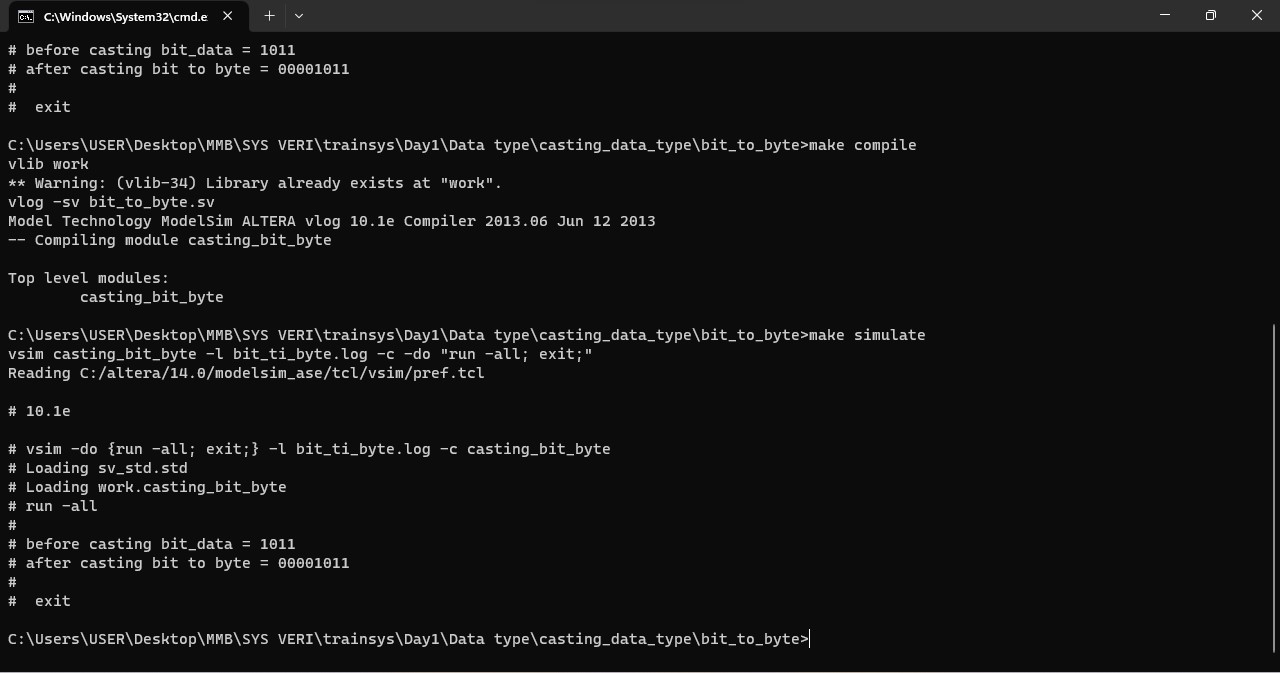 C:\Windows\System32\cmd.e
# before casting bit_data = 1011
# after casting bit to byte = 00001011
#
#  exit
C:\Users\USER\Desktop\MMB\SYS VERI\trainsys\Day1\Data type\casting_data_type\bit_to_byte>make compile
vlib work
** Warning: (vlib-34) Library already exists at "work".
vlog -sv bit_to_byte.sv
Model Technology ModelSim ALTERA vlog 10.1e Compiler 2013.06 Jun 12 2013
-- Compiling module casting_bit_byte
Top level modules:
        casting_bit_byte
C:\Users\USER\Desktop\MMB\SYS VERI\trainsys\Day1\Data type\casting_data_type\bit_to_byte>make simulate
vsim casting_bit_byte -l bit_ti_byte.log -c -do "run -all; exit;"
Reading C:/altera/14.0/modelsim_ase/tcl/vsim/pref.tcl
# 10.1e
# vsim -do {run -all; exit;} -l bit_ti_byte.log -c casting_bit_byte
# Loading sv_std.std
# Loading work.casting_bit_byte
# run -all
#
# before casting bit_data = 1011
# after casting bit to byte = 00001011
#
#  exit
C:\Users\USER\Desktop\MMB\SYS VERI\trainsys\Day1\Data type\casting_data_type\bit_to_byte>